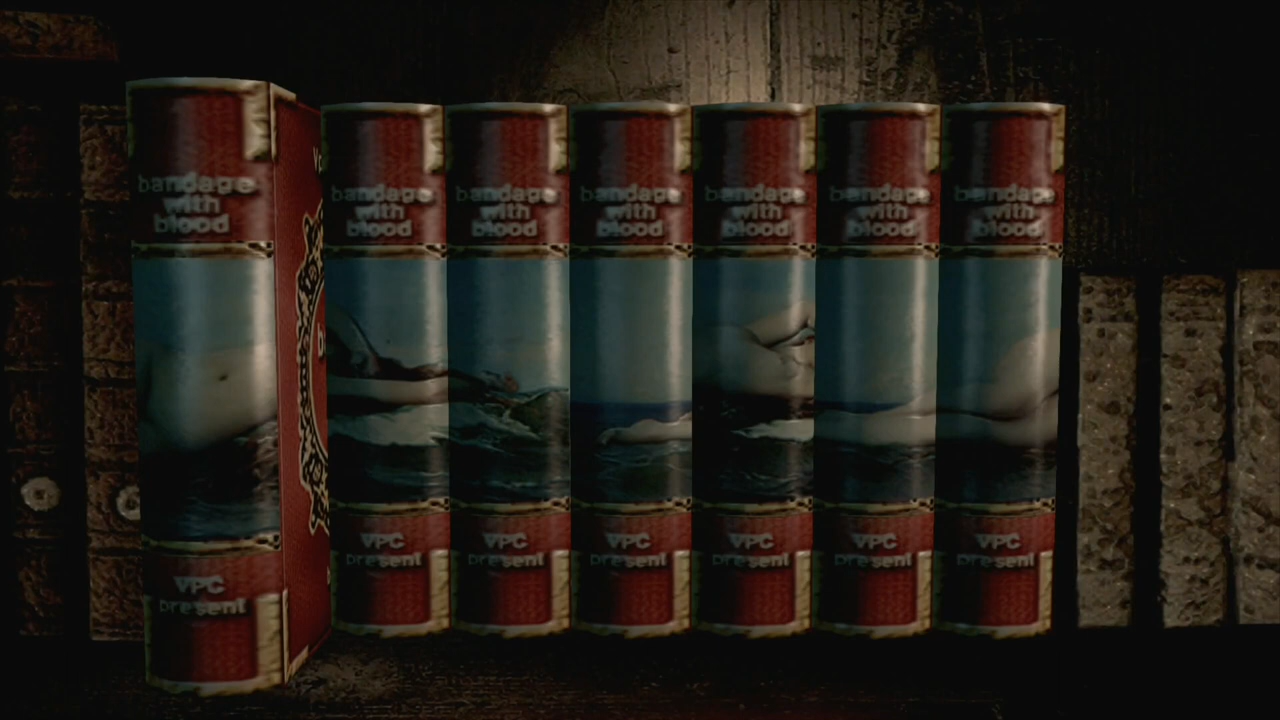 bandage
with
blood
VPC
present
bandage
with
blood
VPC
present
bandage
with
blood
VPC
present
bandage
with
blood
VPC
present
bandage
with
blood
VPC
present
bandage
with
blood
VPC
present
bandage
with
blood
VPC
present